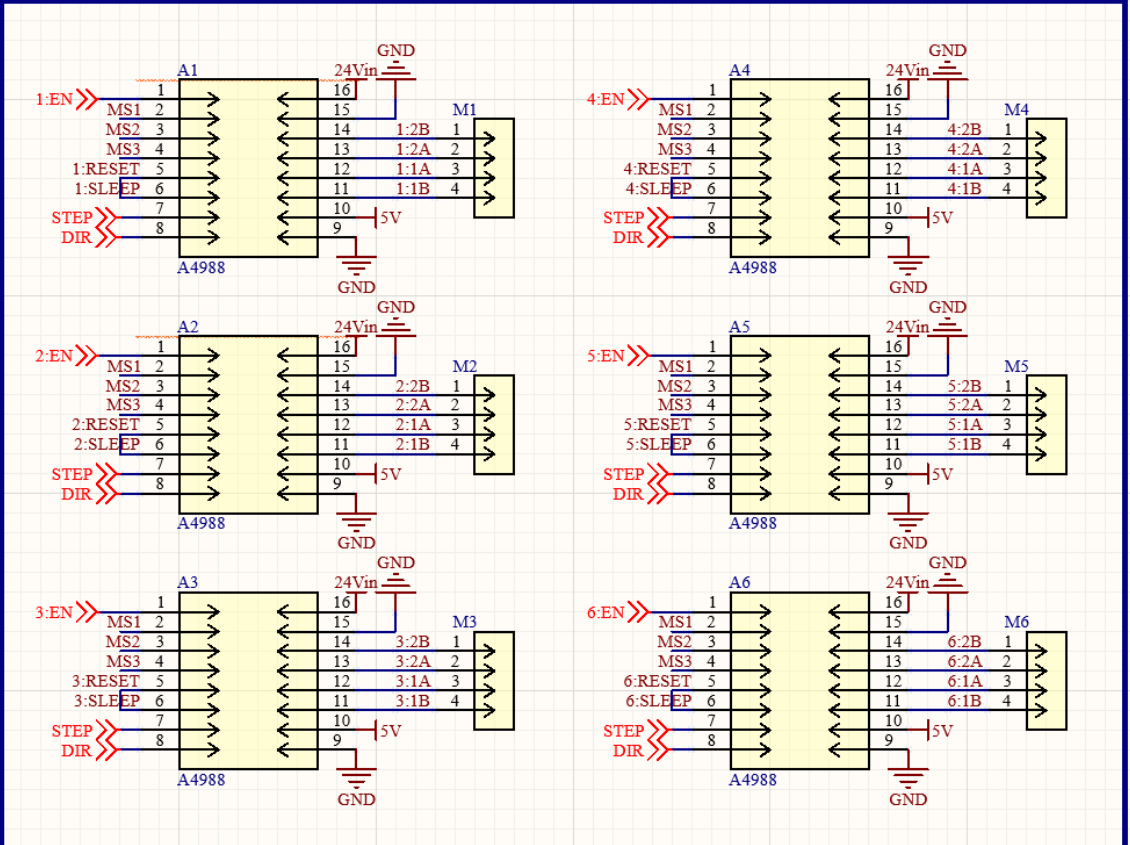 GND
A1 24Vin
1:EN 1 16
MS1 2 15 M1
MS2 3 14 1:2B 1
MS3 4 13 1:2A 2
1:RESET 5 12 1:1A 3
1:SLEEP 6 11 1:1B 4
STEP 7 10 5V
DIR 8 9
A4988
GND
GND
A4 24Vin
4:EN 1 16
MS1 2 15 M4
MS2 3 14 4:2B 1
MS3 4 13 4:2A 2
4:RESET 5 12 4:1A 3
4:SLEEP 6 11 4:1B 4
STEP 7 10 5V
DIR 8 9
A4988
GND
GND
A2 24Vin
2:EN 1 16
MS1 2 15 M2
MS2 3 14 2:2B 1
MS3 4 13 2:2A 2
2:RESET 5 12 2:1A 3
2:SLEEP 6 11 2:1B 4
STEP 7 10 5V
DIR 8 9
A4988
GND
GND
A5 24Vin
5:EN 1 16
MS1 2 15 M5
MS2 3 14 5:2B 1
MS3 4 13 5:2A 2
5:RESET 5 12 5:1A 3
5:SLEEP 6 11 5:1B 4
STEP 7 10 5V
DIR 8 9
A4988
GND
GND
A3 24Vin
3:EN 1 16
MS1 2 15 M3
MS2 3 14 3:2B 1
MS3 4 13 3:2A 2
3:RESET 5 12 3:1A 3
3:SLEEP 6 11 3:1B 4
STEP 7 10 5V
DIR 8 9
A4988
GND
GND
A6 24Vin
6:EN 1 16
MS1 2 15 M6
MS2 3 14 6:2B 1
MS3 4 13 6:2A 2
6:RESET 5 12 6:1A 3
6:SLEEP 6 11 6:1B 4
STEP 7 10 5V
DIR 8 9
A4988
GND